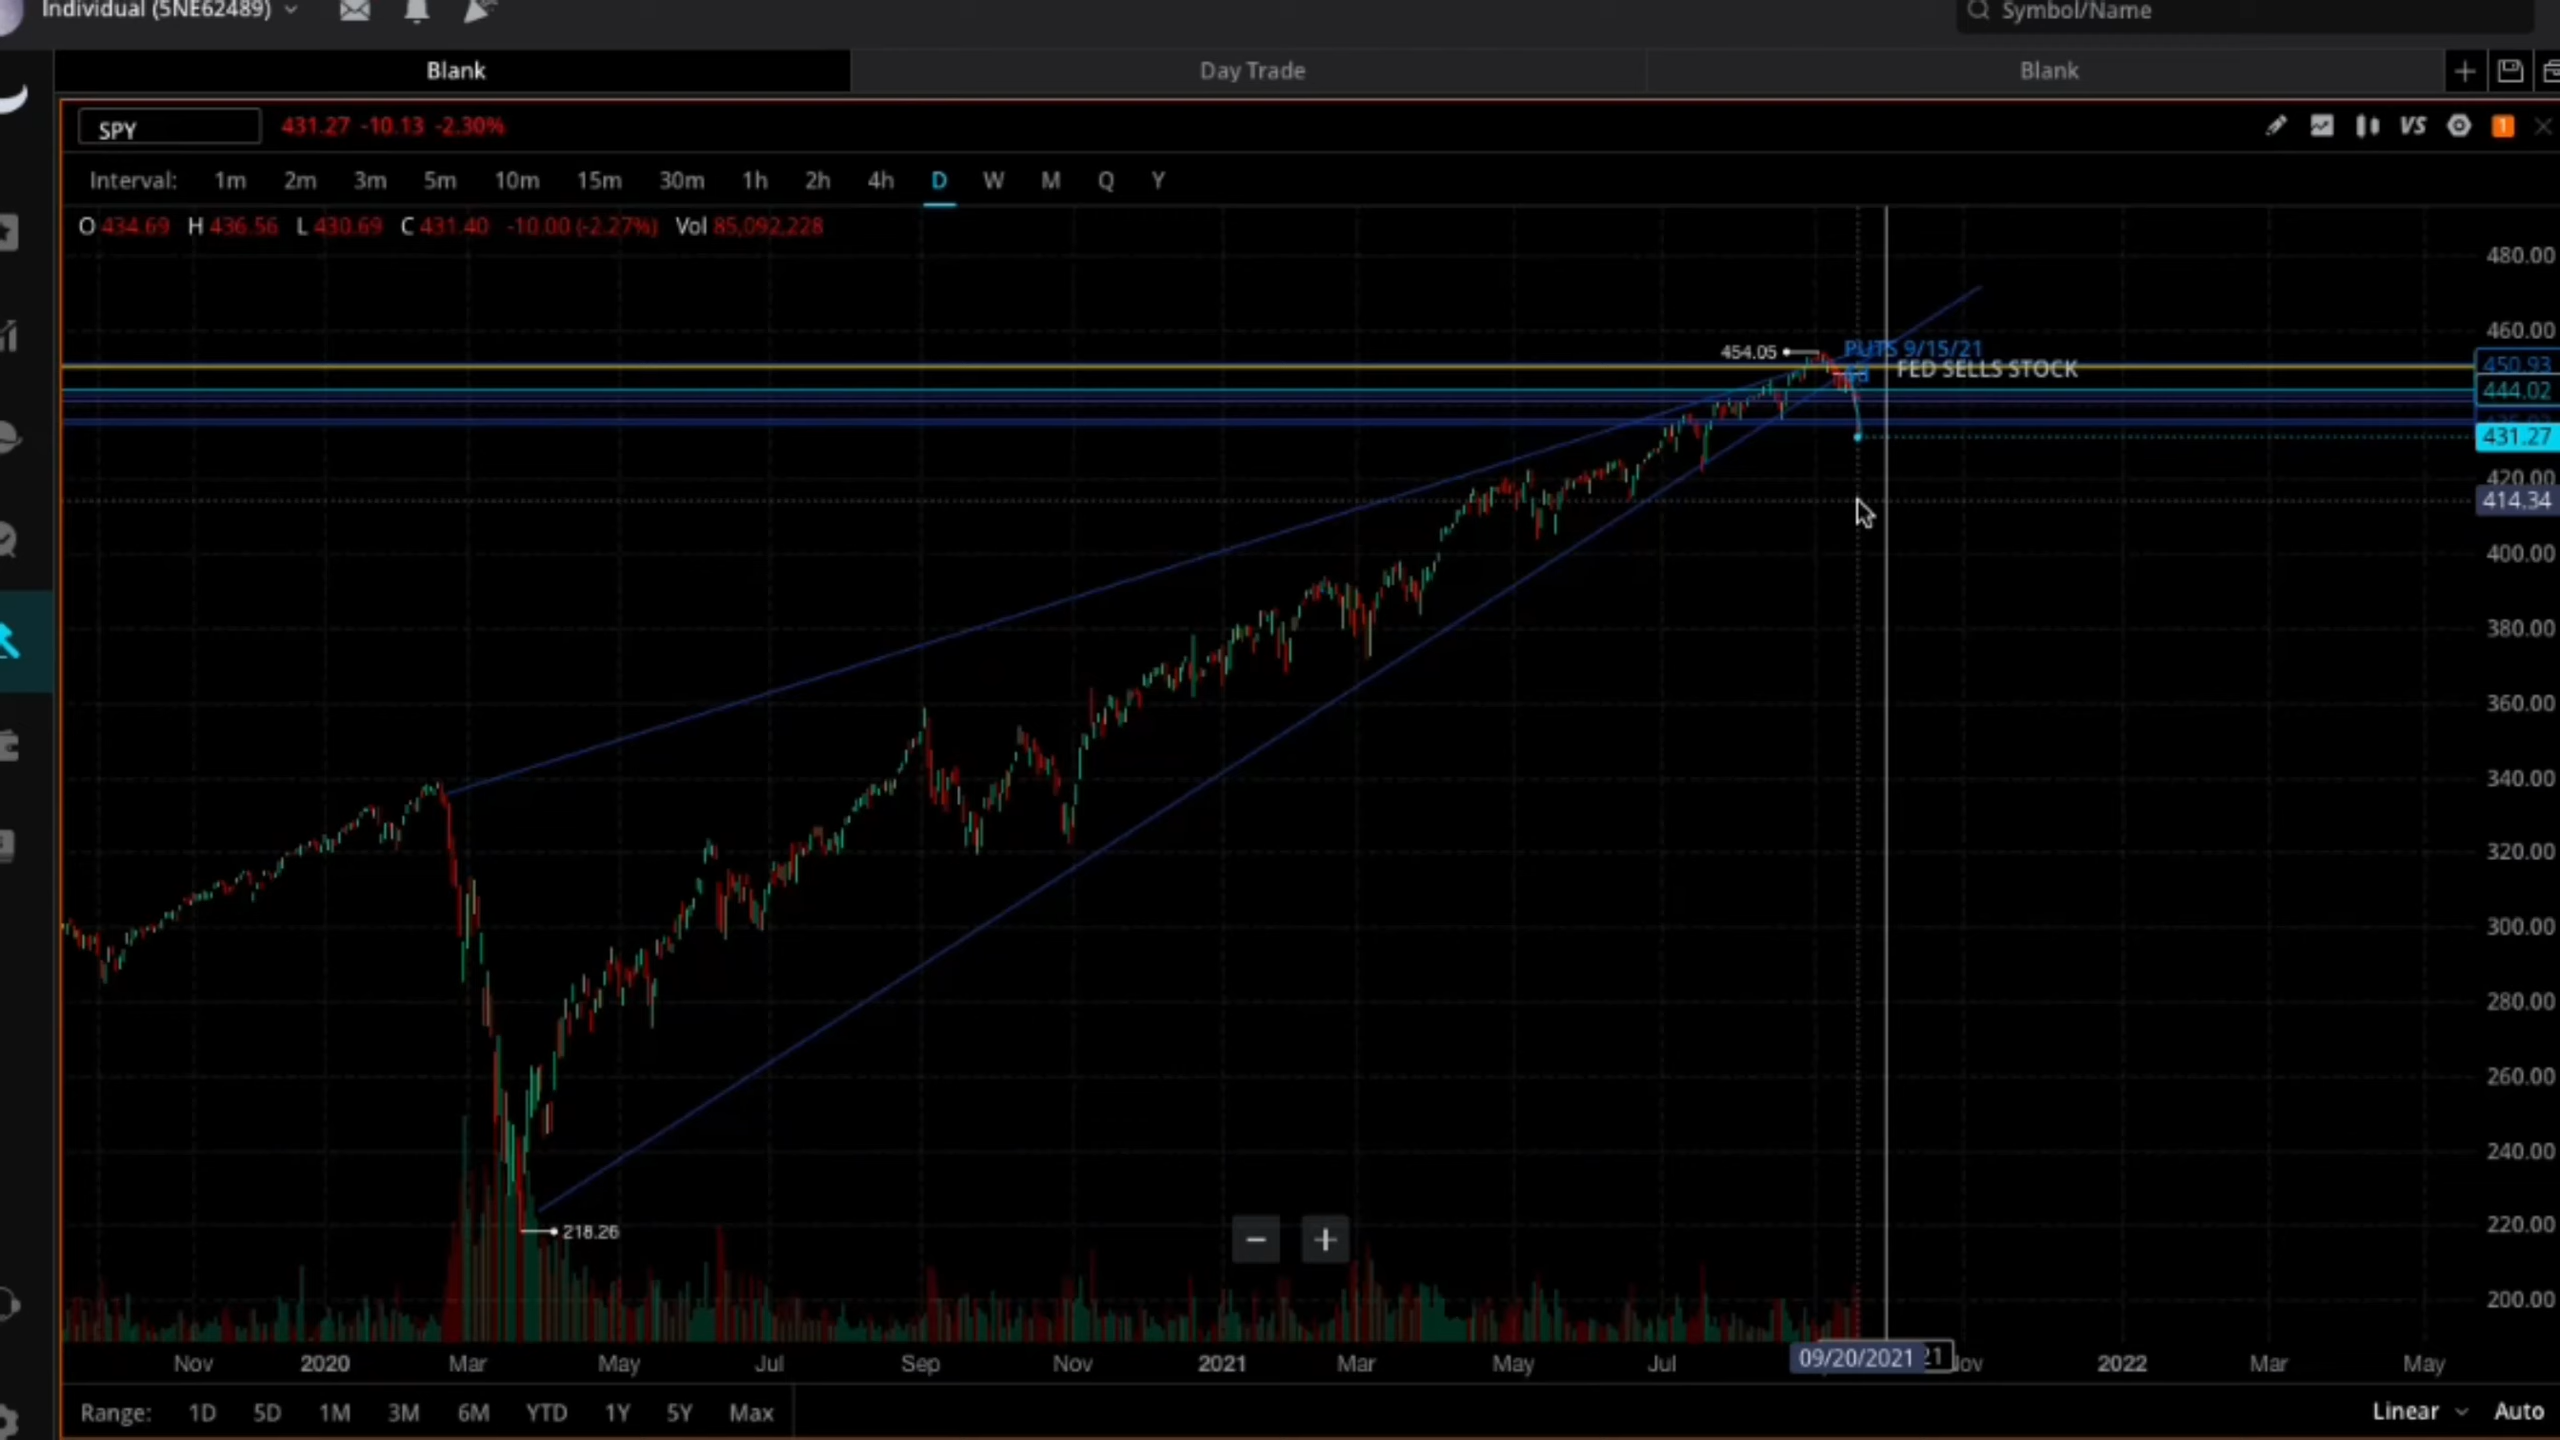 Individual (5NE62489)
Symbol/Name
Blank
Day Trade
Blank
SPY
431.27 -10.13 -2.30%
VS
1
Interval: 1m 2m 3m 5m 10m 15m 30m 1h 2h 4h D W M Q Y
O 434.69 H 436.56 L 430.69 C 431.40 -10.00 (-2.27%) Vol 85,092,228
480.00
460.00
454.05
PUTS 9/15/21
FED SELLS STOCK
450.93
444.02
431.27
420.00
414.34
400.00
380.00
360.00
340.00
320.00
300.00
280.00
260.00
240.00
218.26
220.00
200.00
Nov 2020 Mar May Jul Sep Nov 2021 Mar May Jul 09/20/2021 21 Nov 2022 Mar May
Range: 1D 5D 1M 3M 6M YTD 1Y 5Y Max
Linear Auto